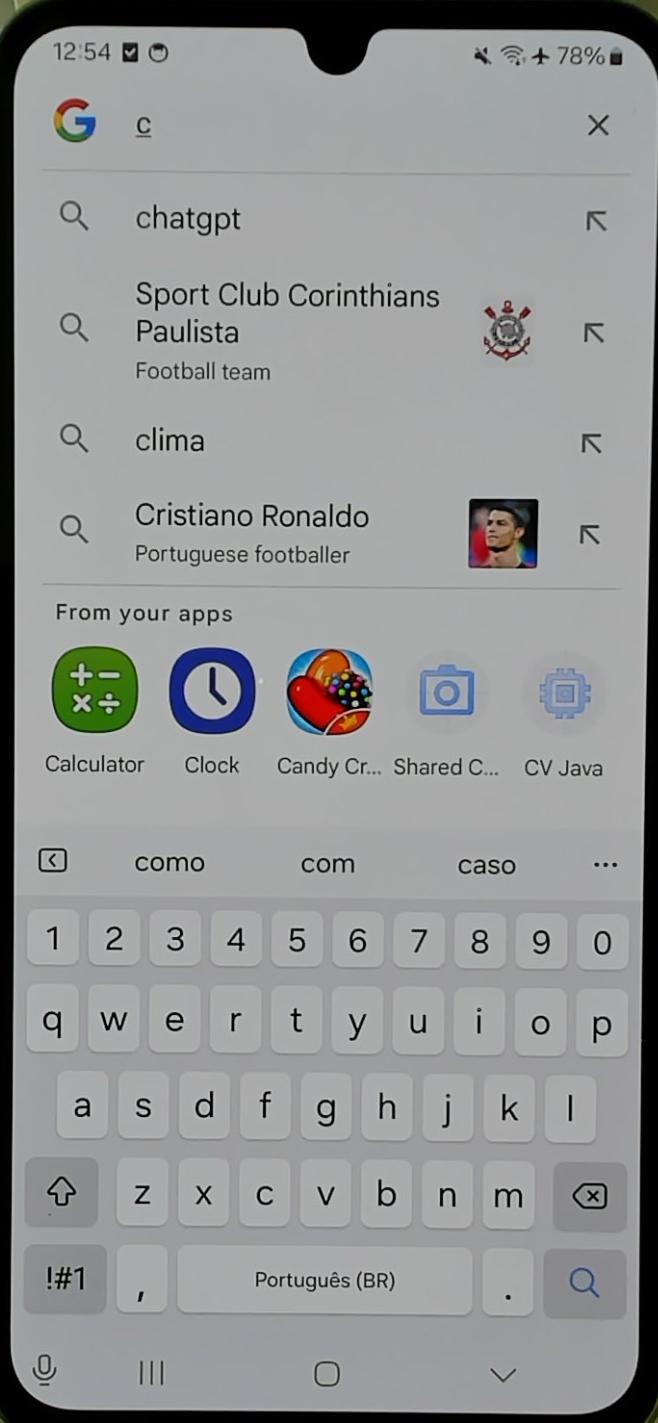 12:54 78%
c
chatgpt
Sport Club Corinthians
Paulista
Football team
clima
Cristiano Ronaldo
Portuguese footballer
From your apps
Calculator Clock Candy Cr... Shared C... CV Java
como com caso ...
1 2 3 4 5 6 7 8 9 0
q w e r t y u i o p
a s d f g h j k l
z x c v b n m
!#1 , Português (BR) .